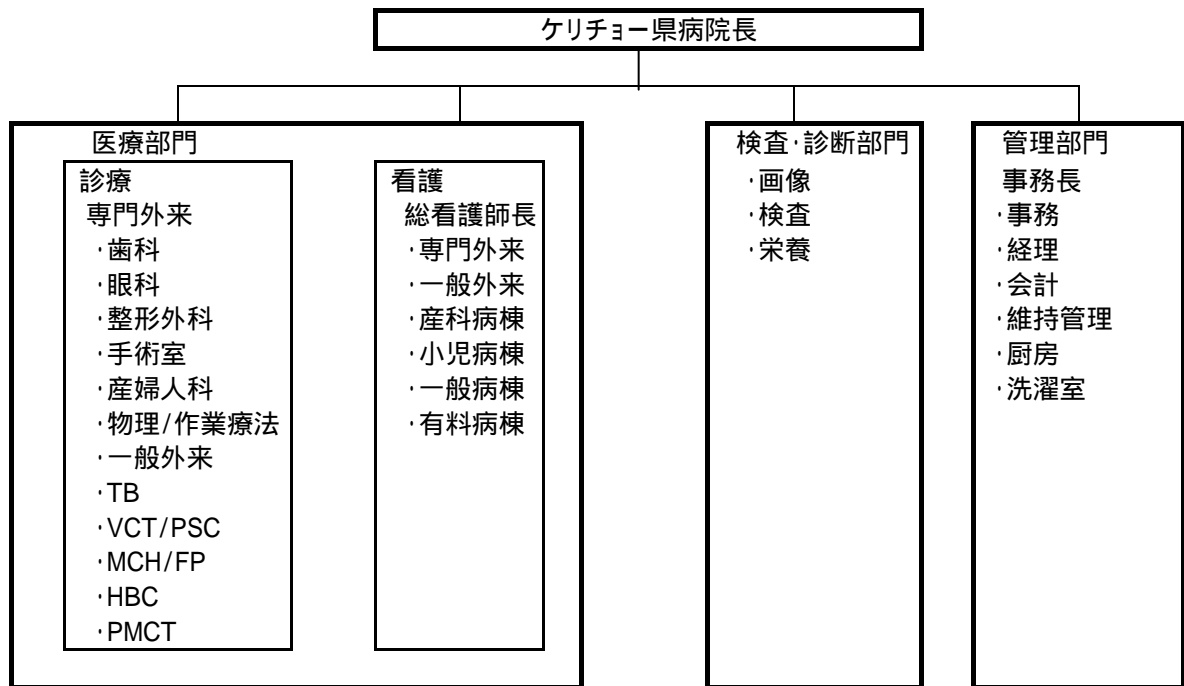 ケリチョー県病院長
医療部門
診療
専門外来
・歯科
・眼科
・整形外科
・手術室
・産婦人科
・物理/作業療法
・一般外来
・TB
・VCT/PSC
・MCH/FP
・HBC
・PMCT
看護
総看護師長
・専門外来
・一般外来
・産科病棟
・小児病棟
・一般病棟
・有料病棟
検査・診断部門
・画像
・検査
・栄養
管理部門
事務長
・事務
・経理
・会計
・維持管理
・厨房
・洗濯室